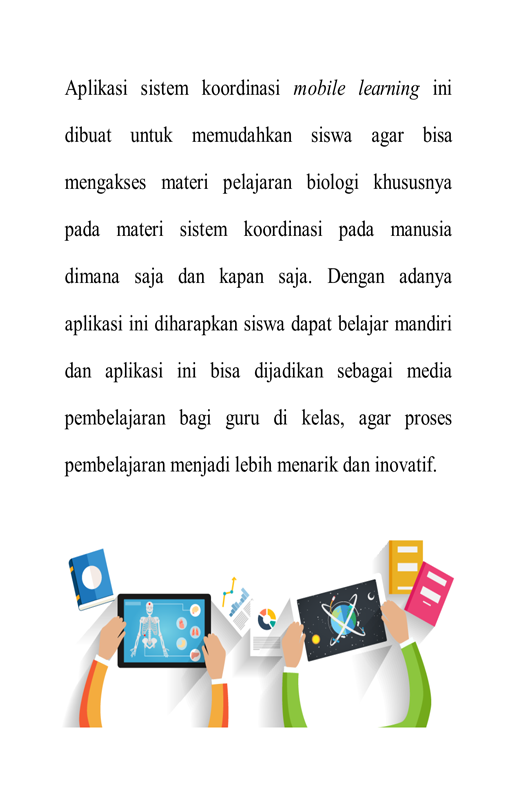 Aplikasi sistem koordinasi mobile learning ini
dibuat untuk memudahkan siswa agar bisa
mengakses materi pelajaran biologi khususnya
pada materi sistem koordinasi pada manusia
dimana saja dan kapan saja. Dengan adanya
aplikasi ini diharapkan siswa dapat belajar mandiri
dan aplikasi ini bisa dijadikan sebagai media
pembelajaran bagi guru di kelas, agar proses
pembelajaran menjadi lebih menarik dan inovatif.